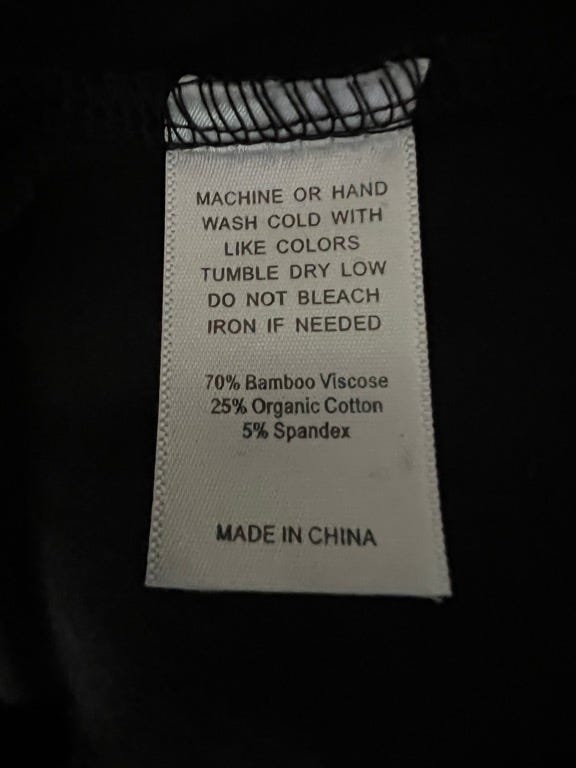 MACHINE OR HAND
WASH COLD WITH
LIKE COLORS
TUMBLE DRY LOW
DO NOT BLEACH
IRON IF NEEDED
70% Bamboo Viscose
25% Organic Cotton
5% Spandex
MADE IN CHINA